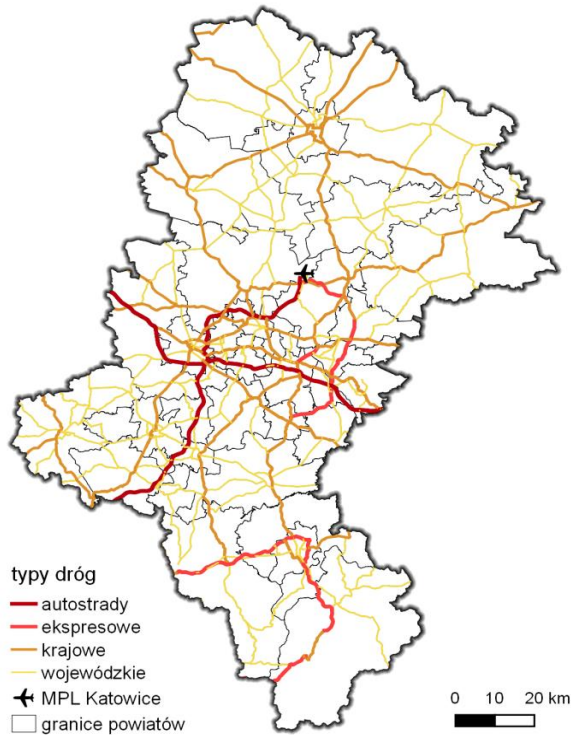 typy dróg
autostrady
ekspresowe
krajowe
wojewódzkie
MPL Katowice
granice powiatów
0 10 20 km